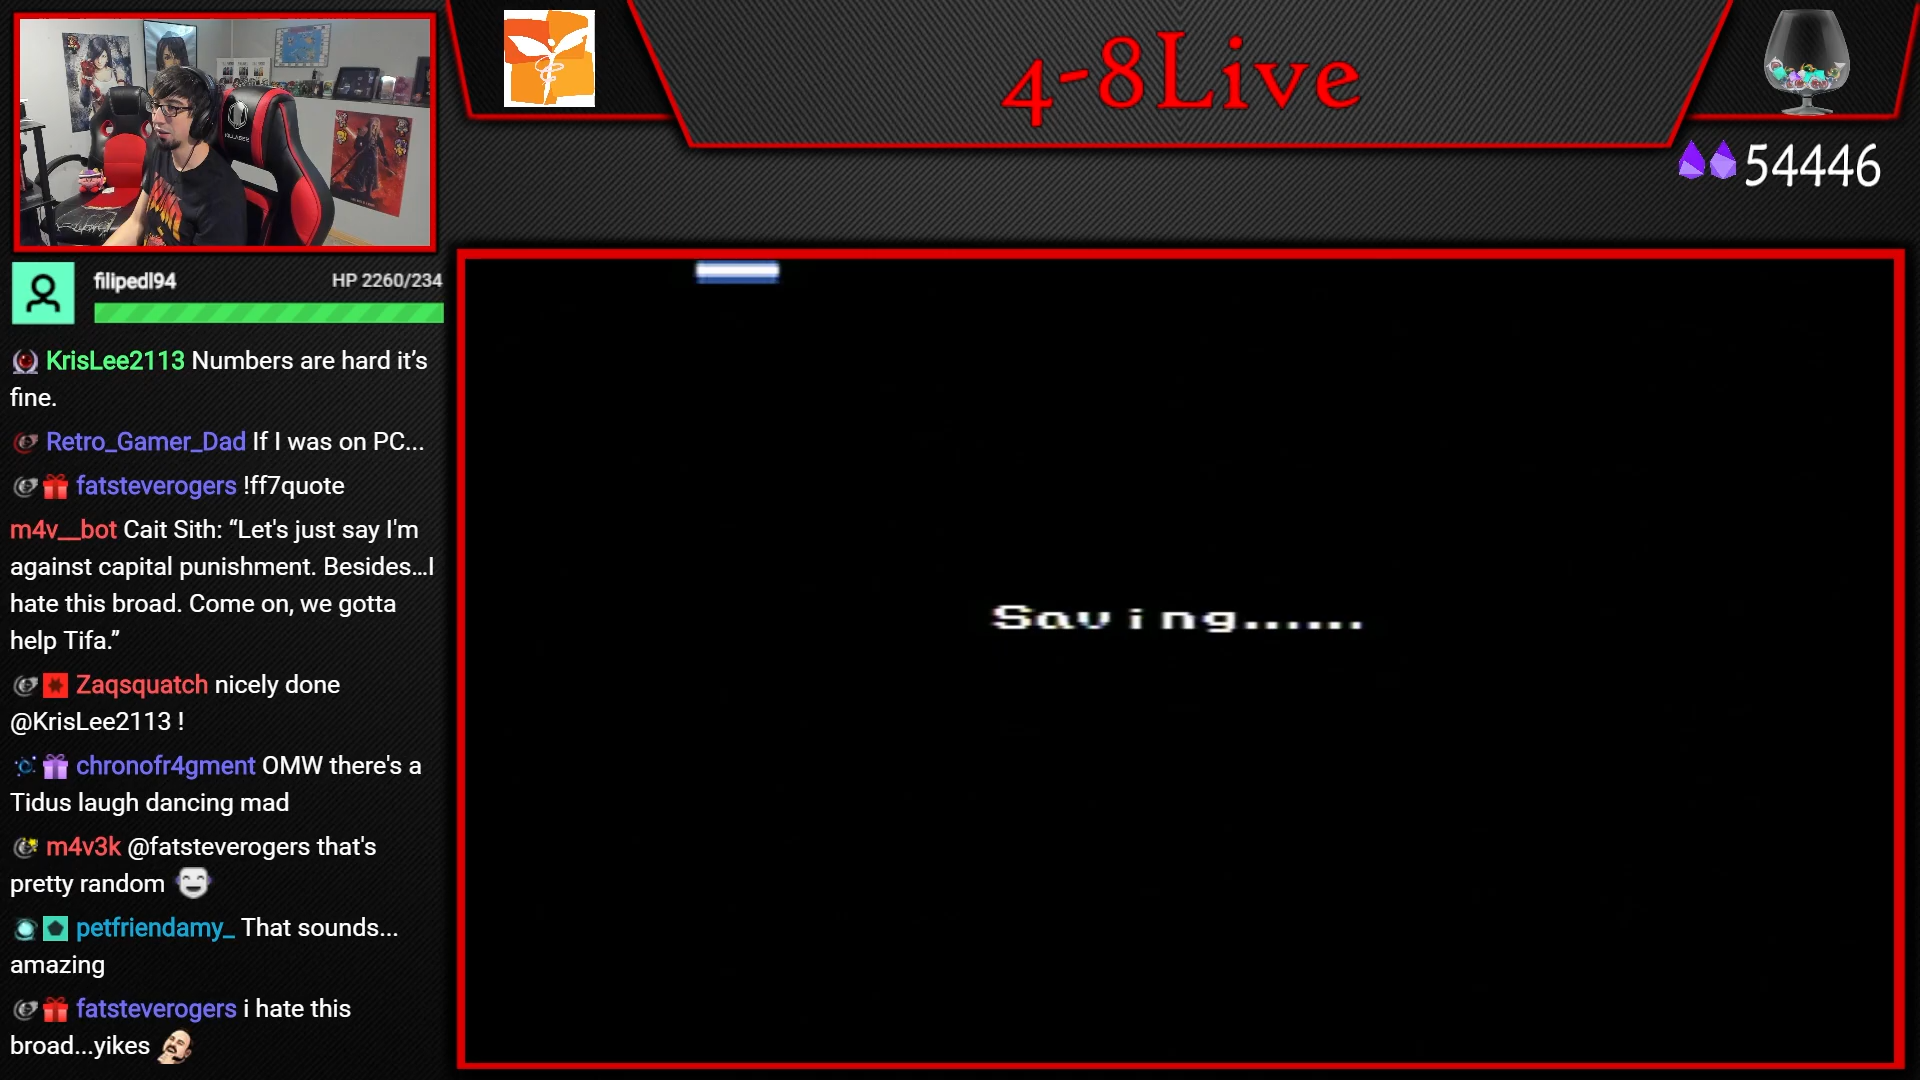 4-8Live
54446
filipedl94 HP 2260/234
KrisLee2113 Numbers are hard it’s
fine.
Retro_Gamer_Dad If I was on PC...
fatsteverogers !ff7quote
m4v__bot Cait Sith: “Let's just say I'm
against capital punishment. Besides...I
hate this broad. Come on, we gotta
help Tifa.”
Zaqsquatch nicely done
@KrisLee2113 !
chronofr4gment OMW there's a
Tidus laugh dancing mad
m4v3k @fatsteverogers that's
pretty random
petfriendamy_ That sounds...
amazing
fatsteverogers i hate this
broad...yikes
Saving......